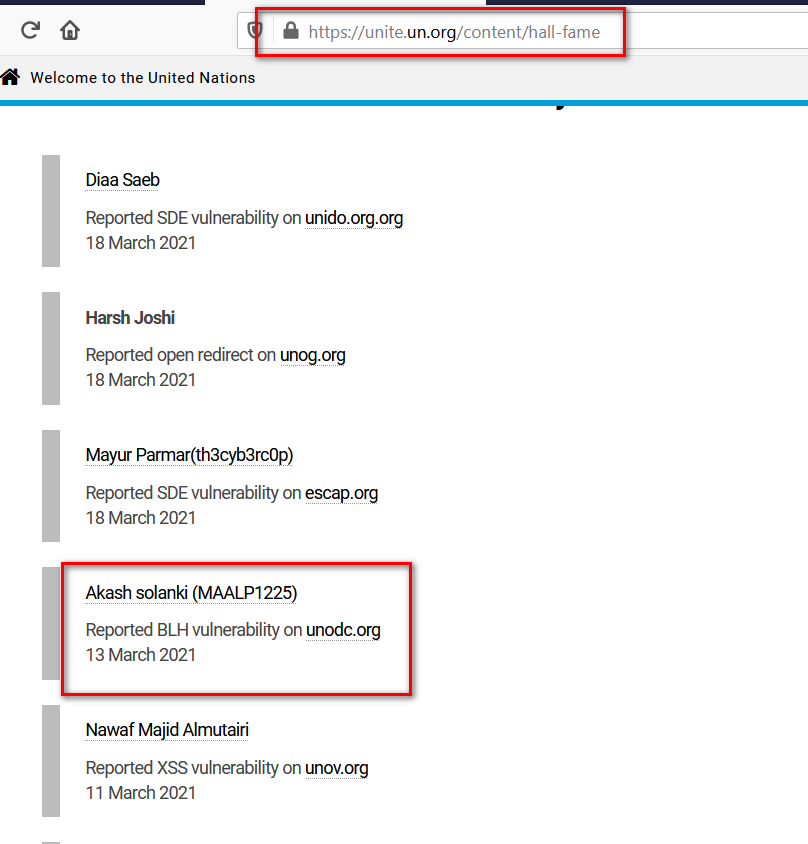 https://unite.un.org/content/hall-fame
Welcome to the United Nations
Diaa Saeb
Reported SDE vulnerability on unido.org.org
18 March 2021
Harsh Joshi
Reported open redirect on unog.org
18 March 2021
Mayur Parmar(th3cyb3rc0p)
Reported SDE vulnerability on escap.org
18 March 2021
Akash solanki (MAALP1225)
Reported BLH vulnerability on unodc.org
13 March 2021
Nawaf Majid Almutairi
Reported XSS vulnerability on unov.org
11 March 2021